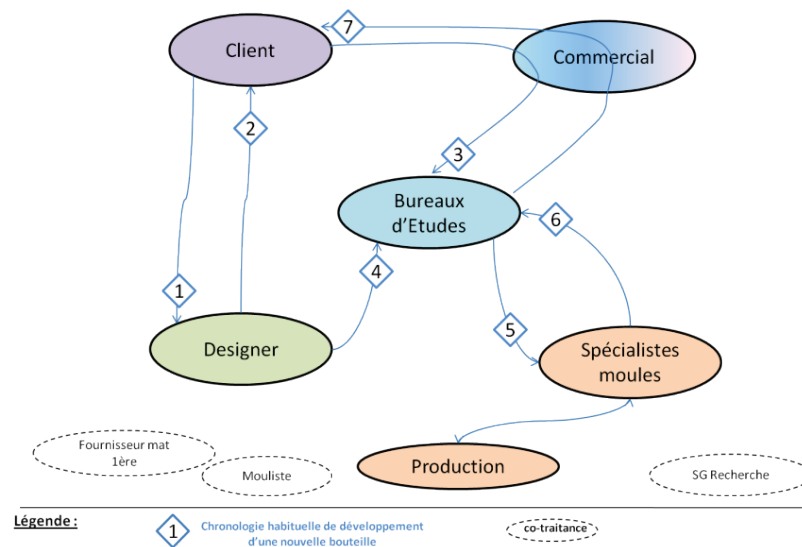 7
Client
Commercial
2
3
Bureaux
d'Etudes
6
4
1
5
Designer
Spécialistes
moules
Fournisseur mat
1ère
Mouliste
Production
SG Recherche
Légende :
1
Chronologie habituelle de développement
d'une nouvelle bouteille
co-traitance